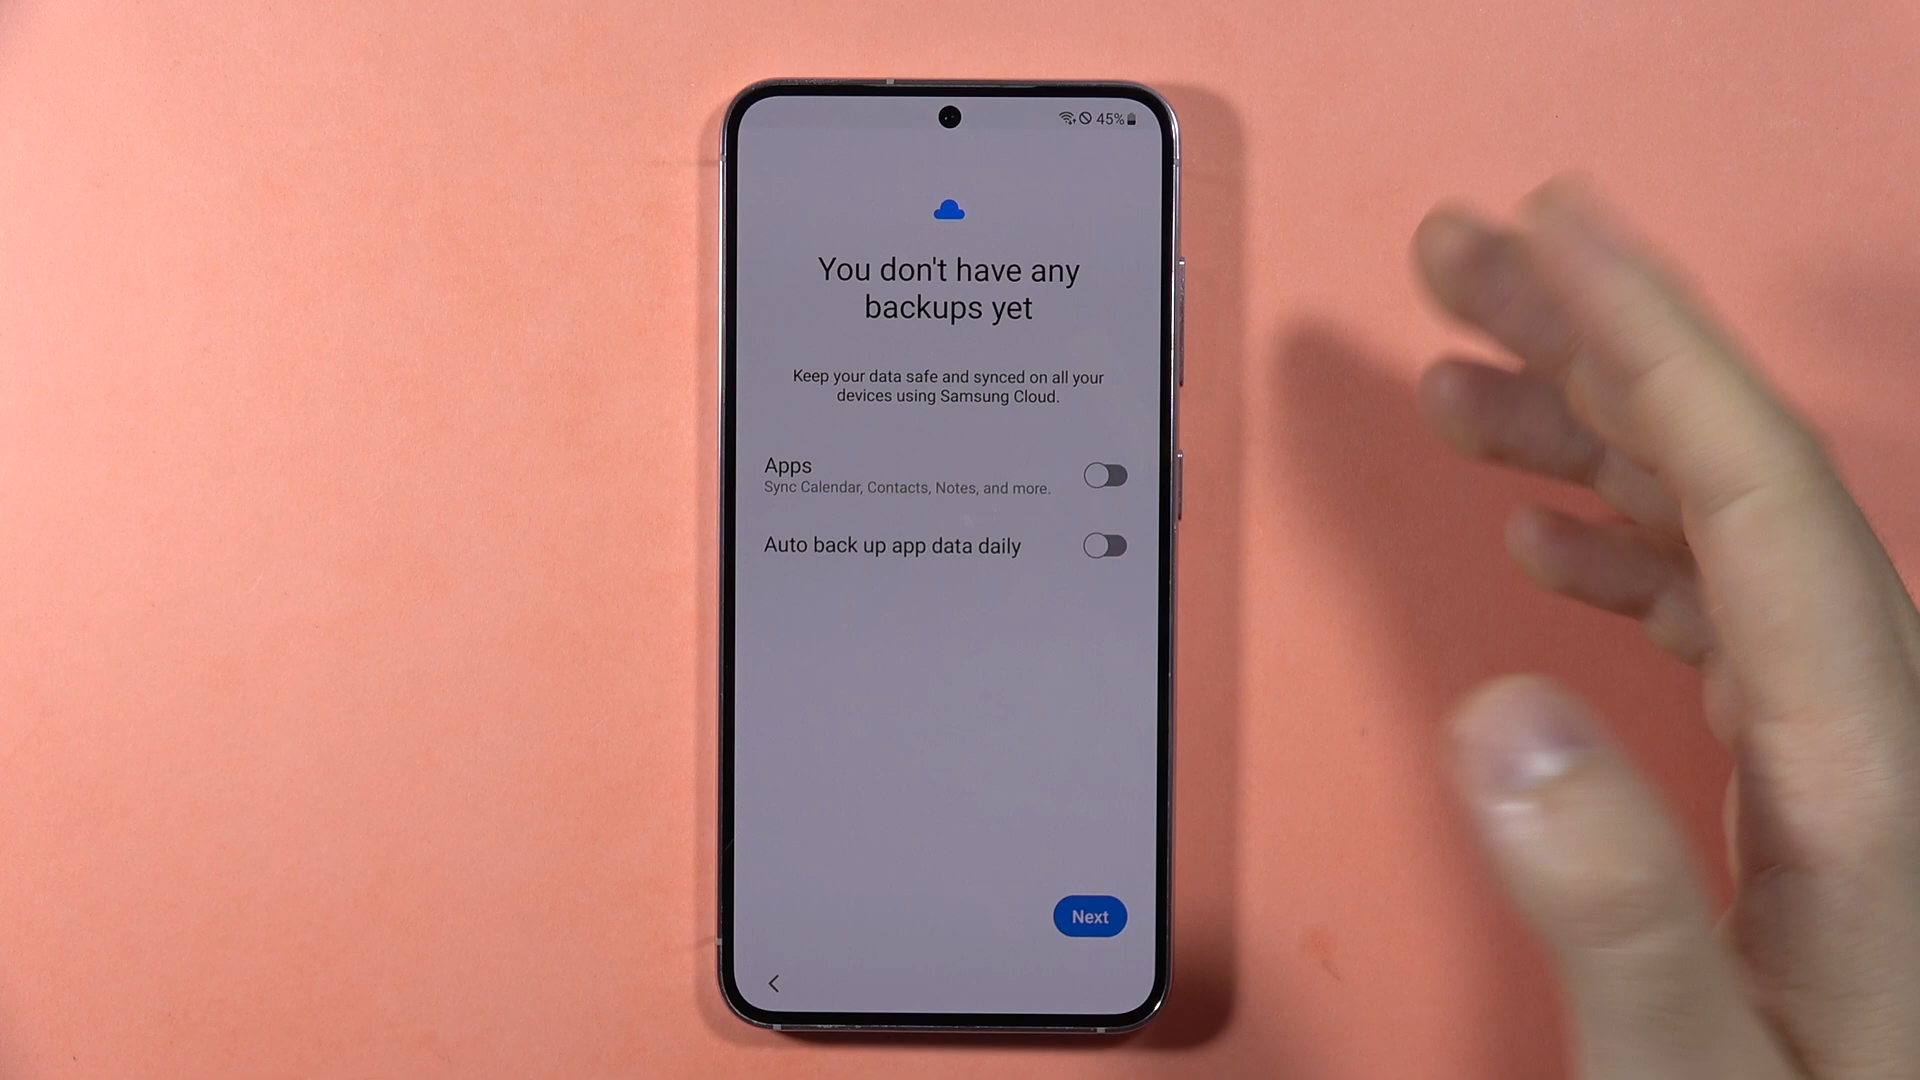 45%
You don't have any
backups yet
Keep your data safe and synced on all your
devices using Samsung Cloud.
Apps
Sync Calendar, Contacts, Notes, and more.
Auto back up app data daily
Next